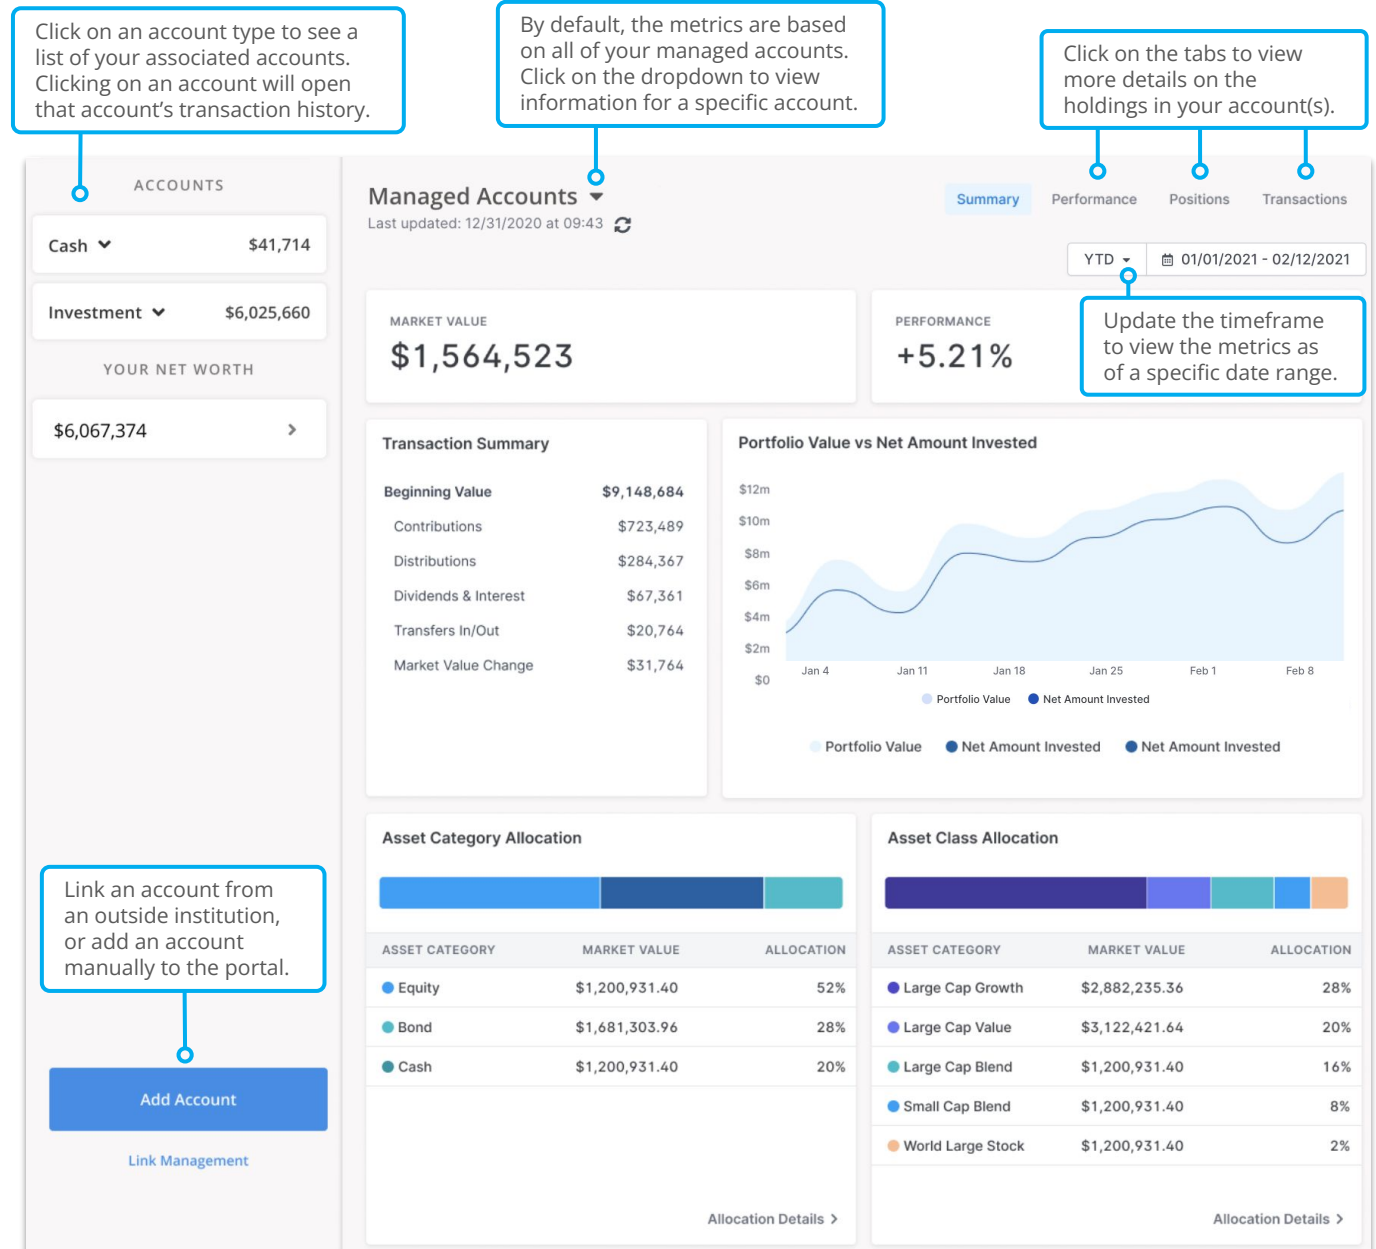 Click on an account type to see a
list of your associated accounts.
Clicking on an account will open
that account's transaction history.
By default, the metrics are based
on all of your managed accounts.
Click on the dropdown to view
information for a specific account.
Click on the tabs to view
more details on the
holdings in your account(s).
ACCOUNTS
Cash $41,714
Investment $6,025,660
YOUR NET WORTH
$6,067,374
Managed Accounts
Last updated: 12/31/2020 at 09:43
Summary Performance Positions Transactions
YTD 01/01/2021 - 02/12/2021
Update the timeframe
to view the metrics as
of a specific date range.
MARKET VALUE
$1,564,523
PERFORMANCE
+5.21%
Transaction Summary
Beginning Value $9,148,684
Contributions $723,489
Distributions $284,367
Dividends & Interest $67,361
Transfers In/Out $20,764
Market Value Change $31,764
Portfolio Value vs Net Amount Invested
$12m
$10m
$8m
$6m
$4m
$2m
$0
Jan 4 Jan 11 Jan 18 Jan 25 Feb 1 Feb 8
Portfolio Value Net Amount Invested
Portfolio Value Net Amount Invested Net Amount Invested
Link an account from
an outside institution,
or add an account
manually to the portal.
Add Account
Link Management
Asset Category Allocation
ASSET CATEGORY MARKET VALUE ALLOCATION
Equity $1,200,931.40 52%
Bond $1,681,303.96 28%
Cash $1,200,931.40 20%
Allocation Details >
Asset Class Allocation
ASSET CATEGORY MARKET VALUE ALLOCATION
Large Cap Growth $2,882,235.36 28%
Large Cap Value $3,122,421.64 20%
Large Cap Blend $1,200,931.40 16%
Small Cap Blend $1,200,931.40 8%
World Large Stock $1,200,931.40 2%
Allocation Details >